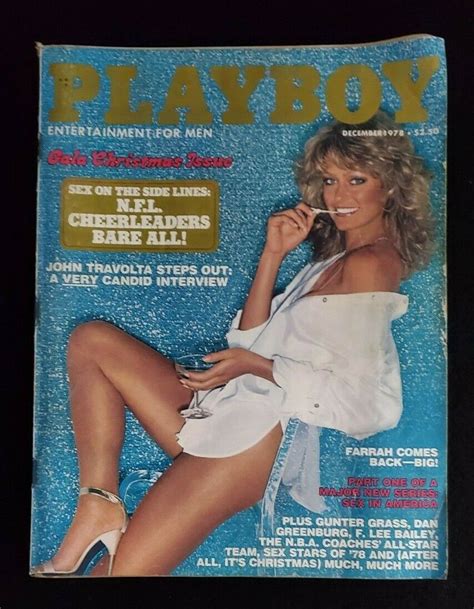 PLAYBOY
ENTERTAINMENT FOR MEN
DECEMBER 1978 • $2.50
Gala Christmas Issue
SEX ON THE SIDE LINES:
N.F.L.
CHEERLEADERS
BARE ALL!
JOHN TRAVOLTA STEPS OUT:
A VERY CANDID INTERVIEW
FARRAH COMES
BACK—BIG!
PART ONE OF A
MAJOR NEW SERIES:
SEX IN AMERICA
PLUS GUNTER GRASS, DAN
GREENBURG, F. LEE BAILEY,
THE N.B.A. COACHES' ALL-STAR
TEAM, SEX STARS OF '78 AND (AFTER
ALL, IT'S CHRISTMAS) MUCH, MUCH MORE